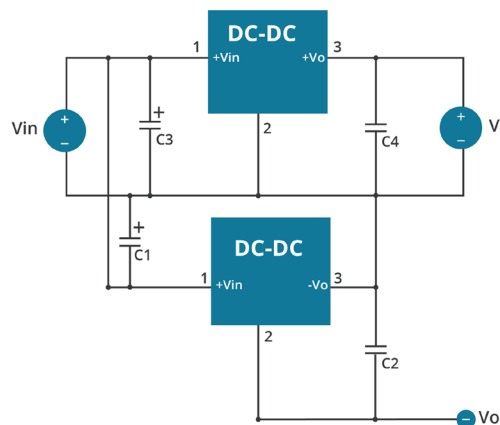 DC-DC
1
+Vin
+Vo
3
Vin
+
−
+
C3
2
C4
+
−
V
+
C1
DC-DC
1
+Vin
-Vo
3
2
C2
−
Vo